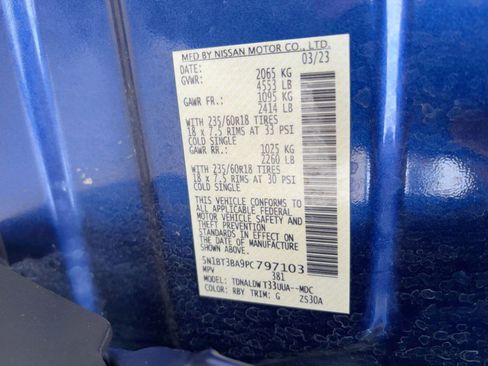 MFD BY NISSAN MOTOR CO., LTD.
DATE: 03/23
GVWR: 2065 KG
4553 LB
GAWR FR.: 1095 KG
2414 LB
WITH 235/60R18 TIRES
18 x 7.5 RIMS AT 33 PSI
COLD SINGLE
GAWR RR.: 1025 KG
2260 LB
WITH 235/60R18 TIRES
18 x 7.5 RIMS AT 30 PSI
COLD SINGLE
THIS VEHICLE CONFORMS TO
ALL APPLICABLE FEDERAL
MOTOR VEHICLE SAFETY AND
THEFT PREVENTION
STANDARDS IN EFFECT ON
THE DATE OF MANUFACTURE
SHOWN ABOVE.
5N1BT3BA9PC797103
MPV 381
MODEL: TDNALDW T33UUA--MDC
COLOR: RBY TRIM: G ZS30A